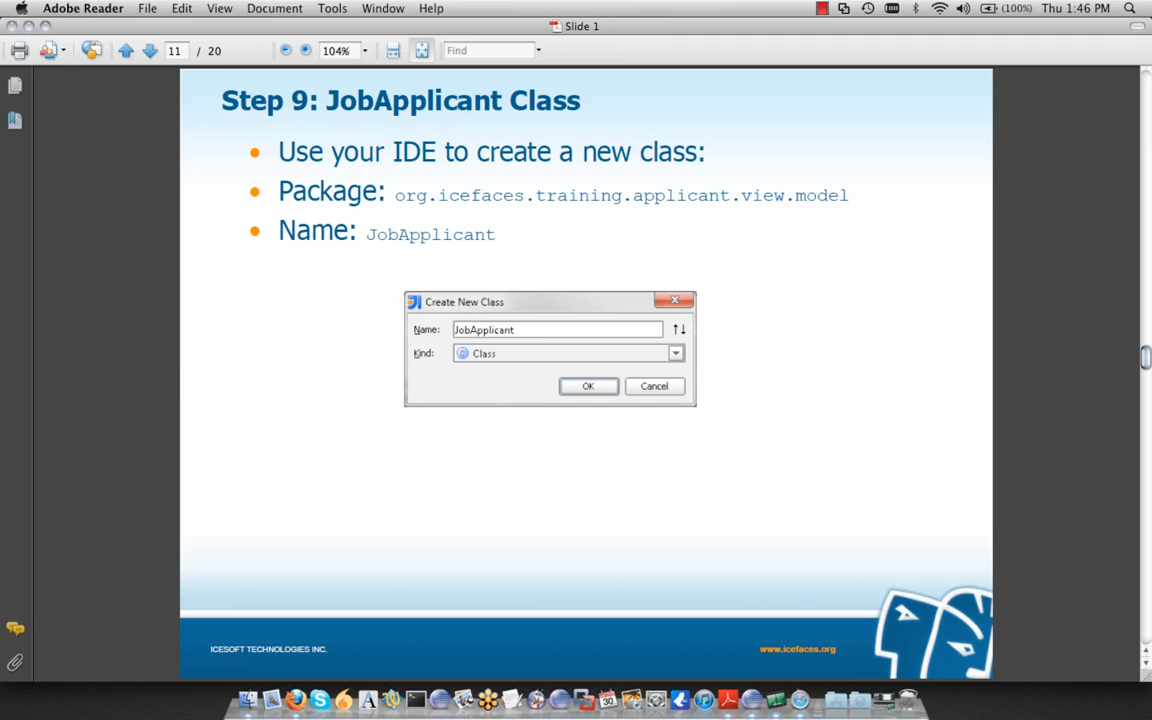 Adobe Reader File Edit View Document Tools Window Help (100%) Thu 1:46 PM
Slide 1
11 / 20 104% Find
Step 9: JobApplicant Class
• Use your IDE to create a new class:
• Package: org.icefaces.training.applicant.view.model
• Name: JobApplicant
Create New Class
Name: JobApplicant
Kind: Class
OK Cancel
ICESOFT TECHNOLOGIES INC. www.icefaces.org
30